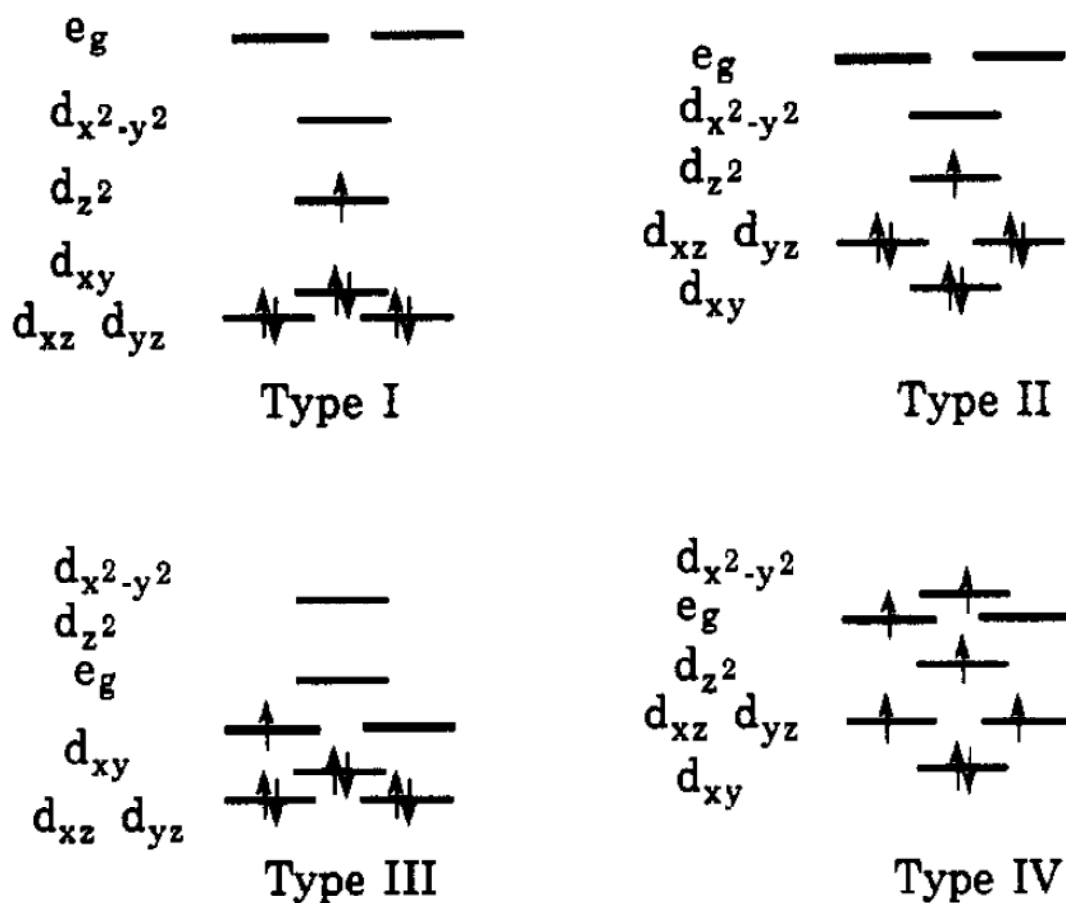 e_g
d_{x²-y²}
d_{z²}
d_{xy}
d_{xz} d_{yz}
Type I
e_g
d_{x²-y²}
d_{z²}
d_{xz} d_{yz}
d_{xy}
Type II
d_{x²-y²}
d_{z²}
e_g
d_{xy}
d_{xz} d_{yz}
Type III
d_{x²-y²}
e_g
d_{z²}
d_{xz} d_{yz}
d_{xy}
Type IV